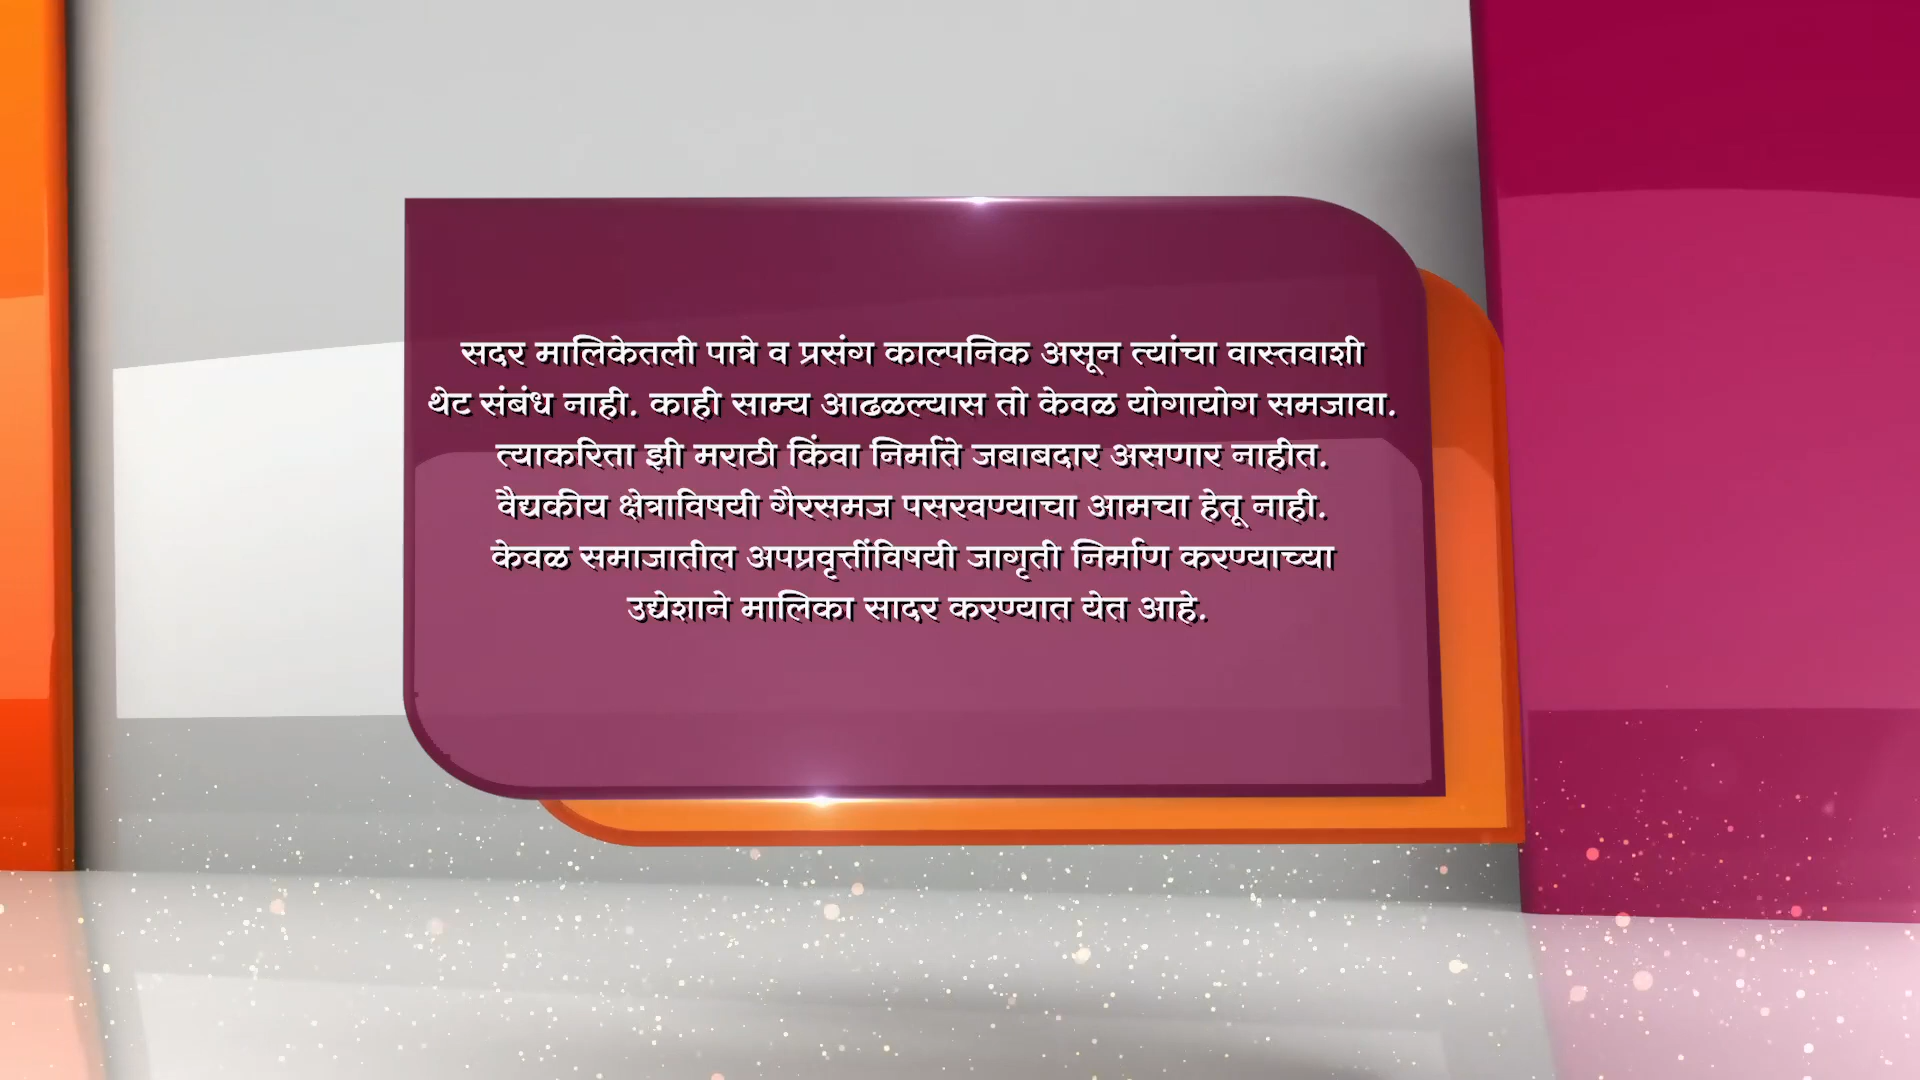 सदर मालिकेतली पात्रे व प्रसंग काल्पनिक असून त्यांचा वास्तवाशी
थेट संबंध नाही. काही साम्य आढळल्यास तो केवळ योगायोग समजावा.
त्याकरिता झी मराठी किंवा निर्माते जबाबदार असणार नाहीत.
वैद्यकीय क्षेत्राविषयी गैरसमज पसरवण्याचा आमचा हेतू नाही.
केवळ समाजातील अपप्रवृत्तींविषयी जागृती निर्माण करण्याच्या
उद्येशाने मालिका सादर करण्यात येत आहे.